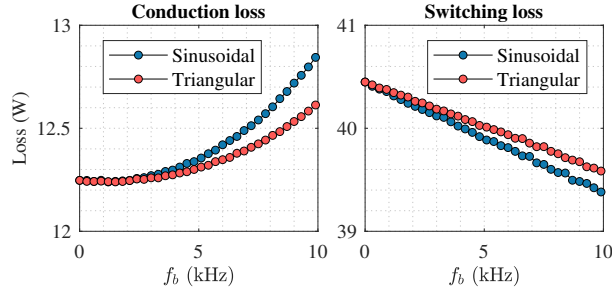 Conduction loss
Sinusoidal
Triangular
13
12.5
12
Loss (W)
0
5
10
f_b (kHz)
Switching loss
Sinusoidal
Triangular
41
40
39
0
5
10
f_b (kHz)